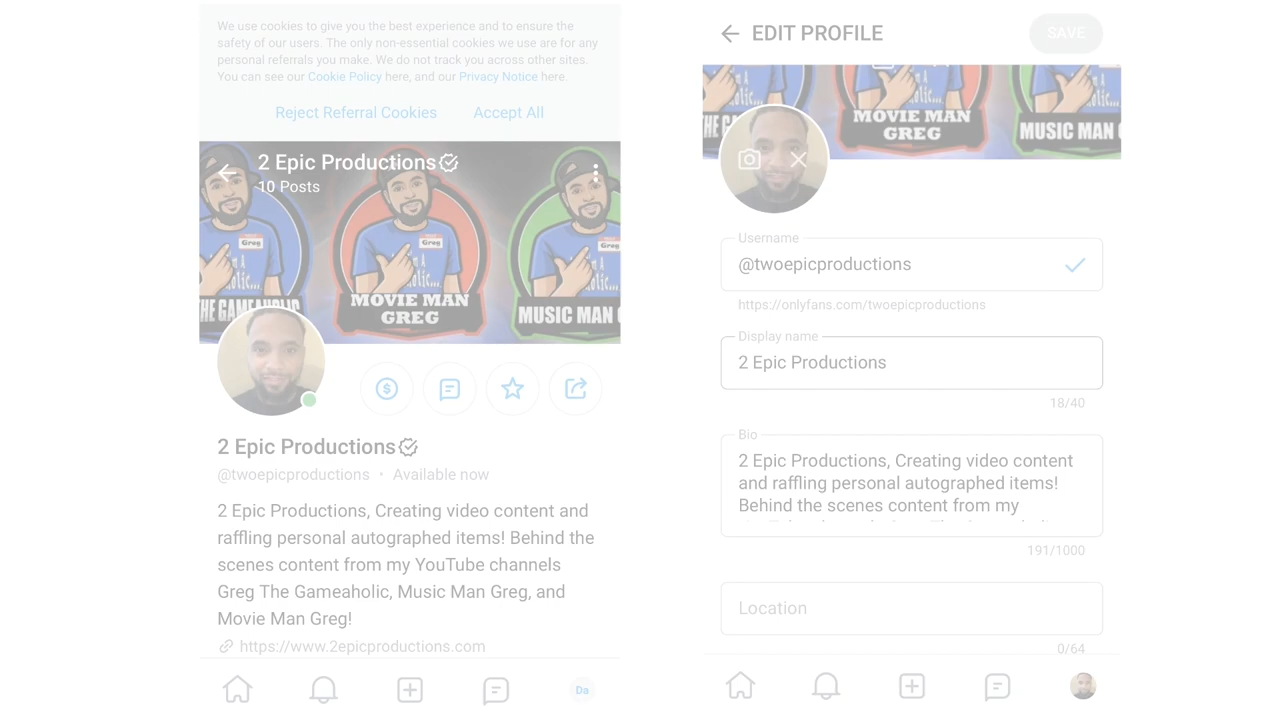 We use cookies to give you the best experience and to ensure the
safety of our users. The only non-essential cookies we use are for any
personal referrals you make. We do not track you across other sites.
You can see our Cookie Policy here, and our Privacy Notice here.
Reject Referral Cookies Accept All
2 Epic Productions
10 Posts
Greg
Greg
Greg
THE GAMEAHOLIC
MOVIE MAN
GREG
MUSIC MAN
2 Epic Productions
@twoepicproductions • Available now
2 Epic Productions, Creating video content and
raffling personal autographed items! Behind the
scenes content from my YouTube channels
Greg The Gameaholic, Music Man Greg, and
Movie Man Greg!
https://www.2epicproductions.com
Da
EDIT PROFILE
SAVE
MOVIE MAN
GREG
MUSIC MAN
Username
@twoepicproductions
https://onlyfans.com/twoepicproductions
Display name
2 Epic Productions
18/40
Bio
2 Epic Productions, Creating video content
and raffling personal autographed items!
Behind the scenes content from my
191/1000
Location
0/64